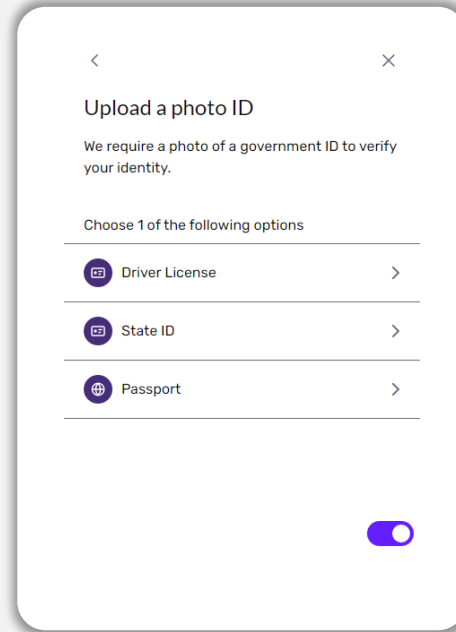 Upload a photo ID
We require a photo of a government ID to verify
your identity.
Choose 1 of the following options
Driver License
State ID
Passport